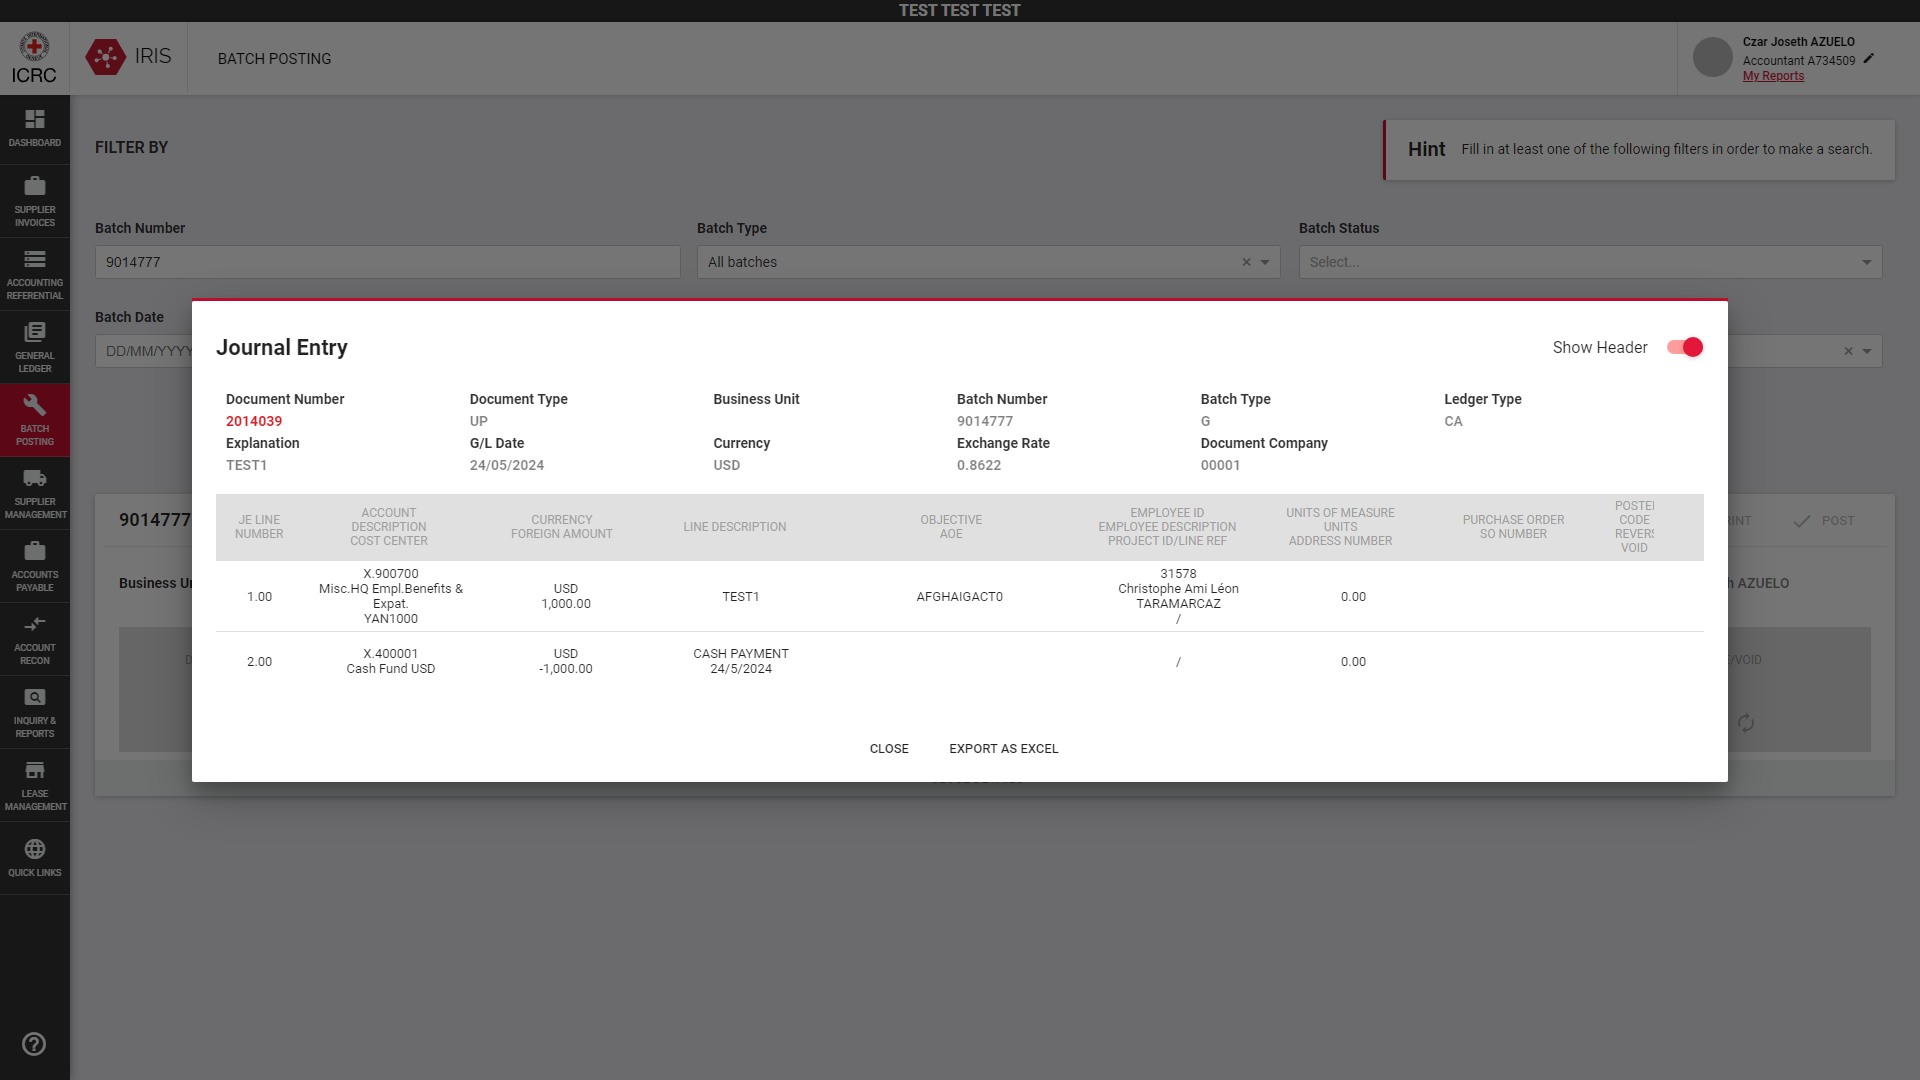 TEST TEST TEST
ICRC
IRIS
BATCH POSTING
Czar Joseth AZUELO
Accountant A734509
My Reports
DASHBOARD
SUPPLIER
INVOICES
ACCOUNTING
REFERENTIAL
GENERAL
LEDGER
BATCH
POSTING
SUPPLIER
MANAGEMENT
ACCOUNTS
PAYABLE
ACCOUNT
RECON
INQUIRY &
REPORTS
LEASE
MANAGEMENT
QUICK LINKS
FILTER BY
Hint Fill in at least one of the following filters in order to make a search.
Batch Number Batch Type Batch Status
9014777 All batches Select...
Batch Date
DD/MM/YYYY
9014777
POST
Business
AZUELO
/VOID
Journal Entry
Show Header
Document Number Document Type Business Unit Batch Number Batch Type Ledger Type
2014039 UP 9014777 G CA
Explanation G/L Date Currency Exchange Rate Document Company
TEST1 24/05/2024 USD 0.8622 00001
JE LINE
NUMBER
ACCOUNT
DESCRIPTION
COST CENTER
CURRENCY
FOREIGN AMOUNT
LINE DESCRIPTION
OBJECTIVE
AOE
EMPLOYEE ID
EMPLOYEE DESCRIPTION
PROJECT ID/LINE REF
UNITS OF MEASURE
UNITS
ADDRESS NUMBER
PURCHASE ORDER
SO NUMBER
POSTE
CODE
REVERS
VOID
1.00
X.900700
Misc.HQ Empl.Benefits &
Expat.
YAN1000
USD
1,000.00
TEST1
AFGHAIGACT0
31578
Christophe Ami Léon
TARAMARCAZ
/
0.00
2.00
X.400001
Cash Fund USD
USD
-1,000.00
CASH PAYMENT
24/5/2024
/
0.00
CLOSE EXPORT AS EXCEL